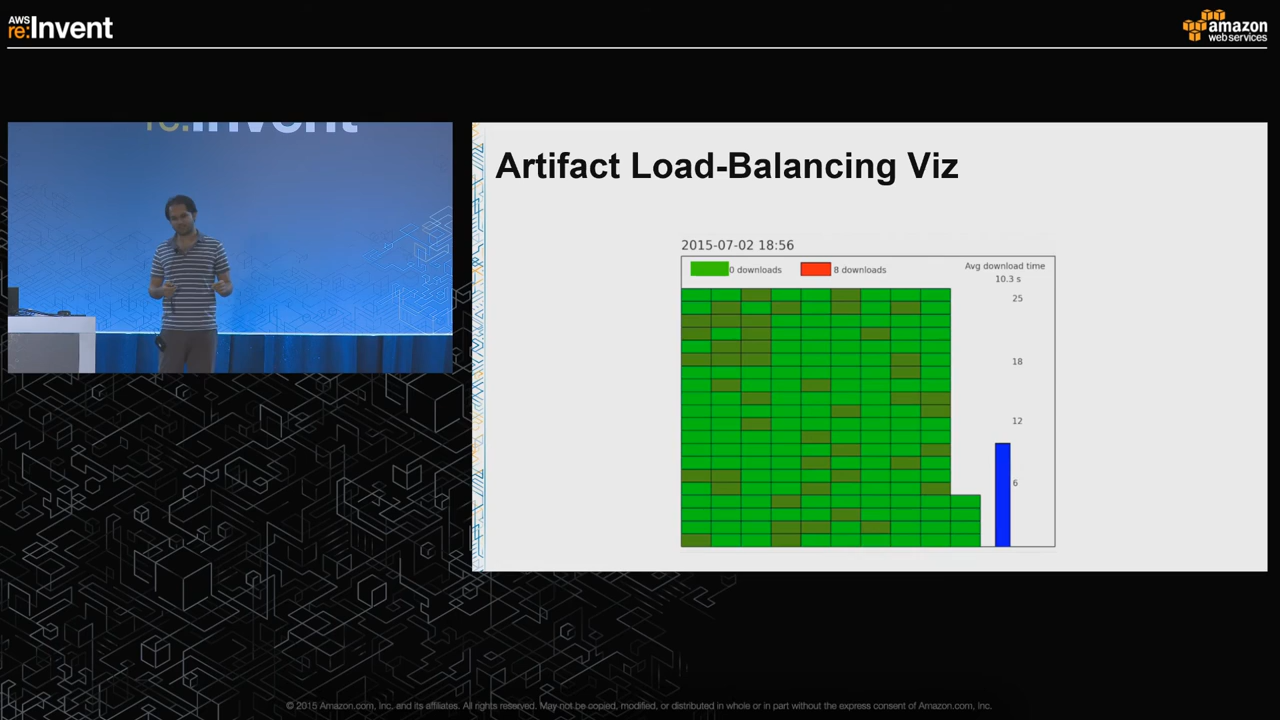 AWS
re:Invent
amazon
web services
re:Invent
Artifact Load-Balancing Viz
2015-07-02 18:56
0 downloads
8 downloads
Avg download time
10.3 s
25
18
12
6
© 2015 Amazon.com, Inc. and its affiliates. All rights reserved. May not be copied, modified, or distributed in whole or in part without the express consent of Amazon.com, Inc.